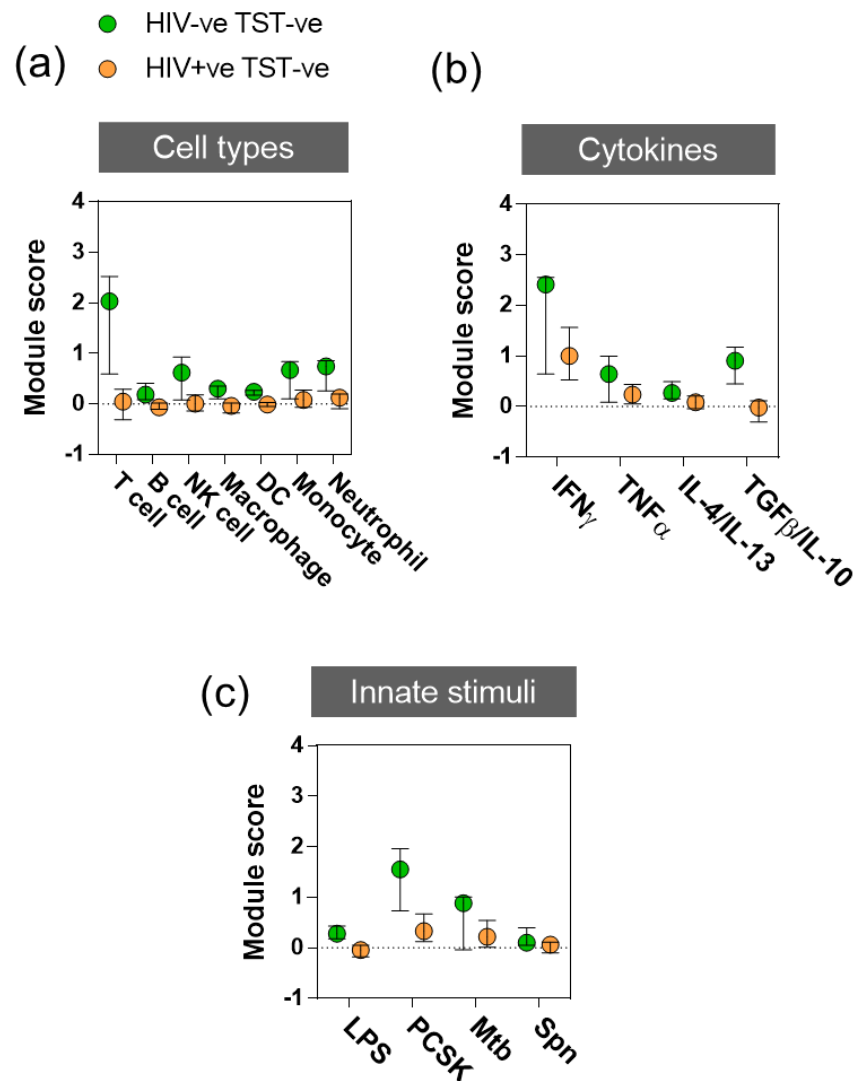 HIV-ve TST-ve
HIV+ve TST-ve
(a)
Cell types
Module score
4
3
2
1
0
-1
T cell
B cell
NK cell
Macrophage
DC
Monocyte
Neutrophil
(b)
Cytokines
Module score
4
3
2
1
0
-1
IFNγ
TNFα
IL-4/IL-13
TGFβ/IL-10
(c)
Innate stimuli
Module score
4
3
2
1
0
-1
LPS
PCSK
Mtb
Spn